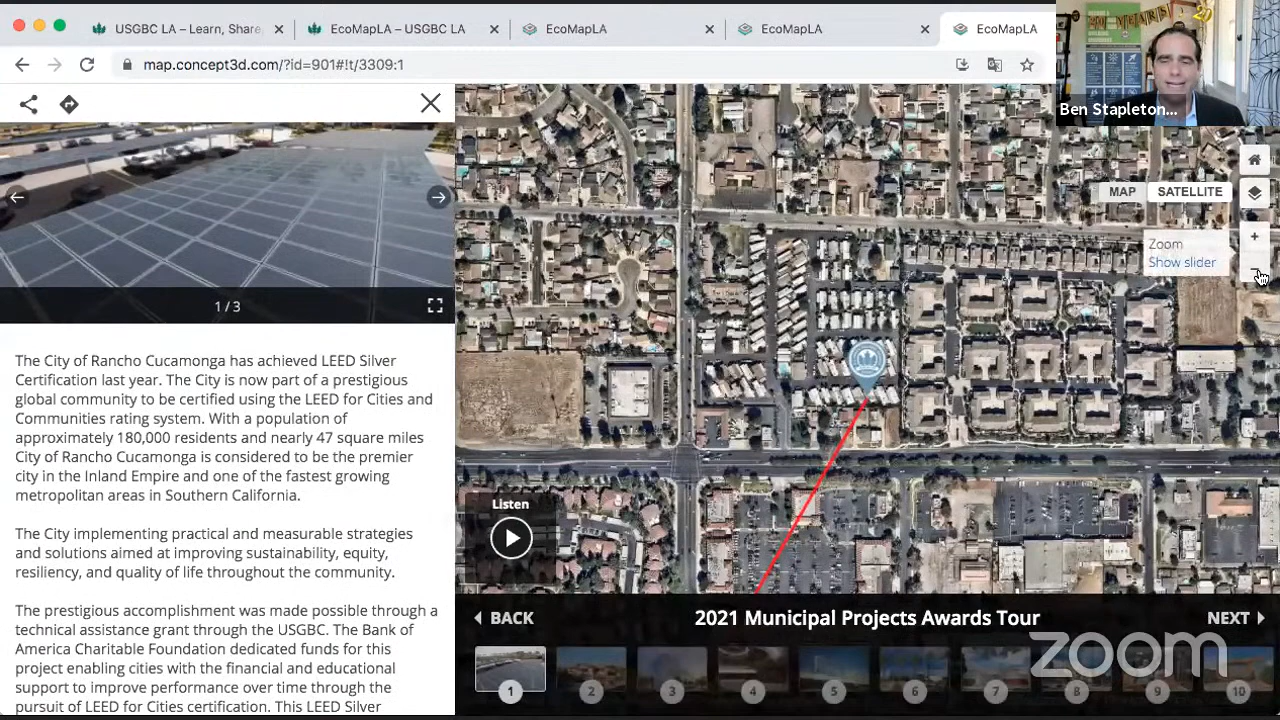 USGBC LA – Learn, Share,
EcoMapLA - USGBC LA
EcoMapLA
EcoMapLA
EcoMapLA
map.concept3d.com/?id=901#!t/3309:1
YEARS
20
Ben Stapleton...
MAP
SATELLITE
Zoom
Show slider
1 / 3
The City of Rancho Cucamonga has achieved LEED Silver
Certification last year. The City is now part of a prestigious
global community to be certified using the LEED for Cities and
Communities rating system. With a population of
approximately 180,000 residents and nearly 47 square miles
City of Rancho Cucamonga is considered to be the premier
city in the Inland Empire and one of the fastest growing
metropolitan areas in Southern California.
The City implementing practical and measurable strategies
and solutions aimed at improving sustainability, equity,
resiliency, and quality of life throughout the community.
The prestigious accomplishment was made possible through a
technical assistance grant through the USGBC. The Bank of
America Charitable Foundation dedicated funds for this
project enabling cities with the financial and educational
support to improve performance over time through the
pursuit of LEED for Cities certification. This LEED Silver
Listen
BACK
2021 Municipal Projects Awards Tour
NEXT
zoom
1
2
3
4
5
6
7
8
9
10